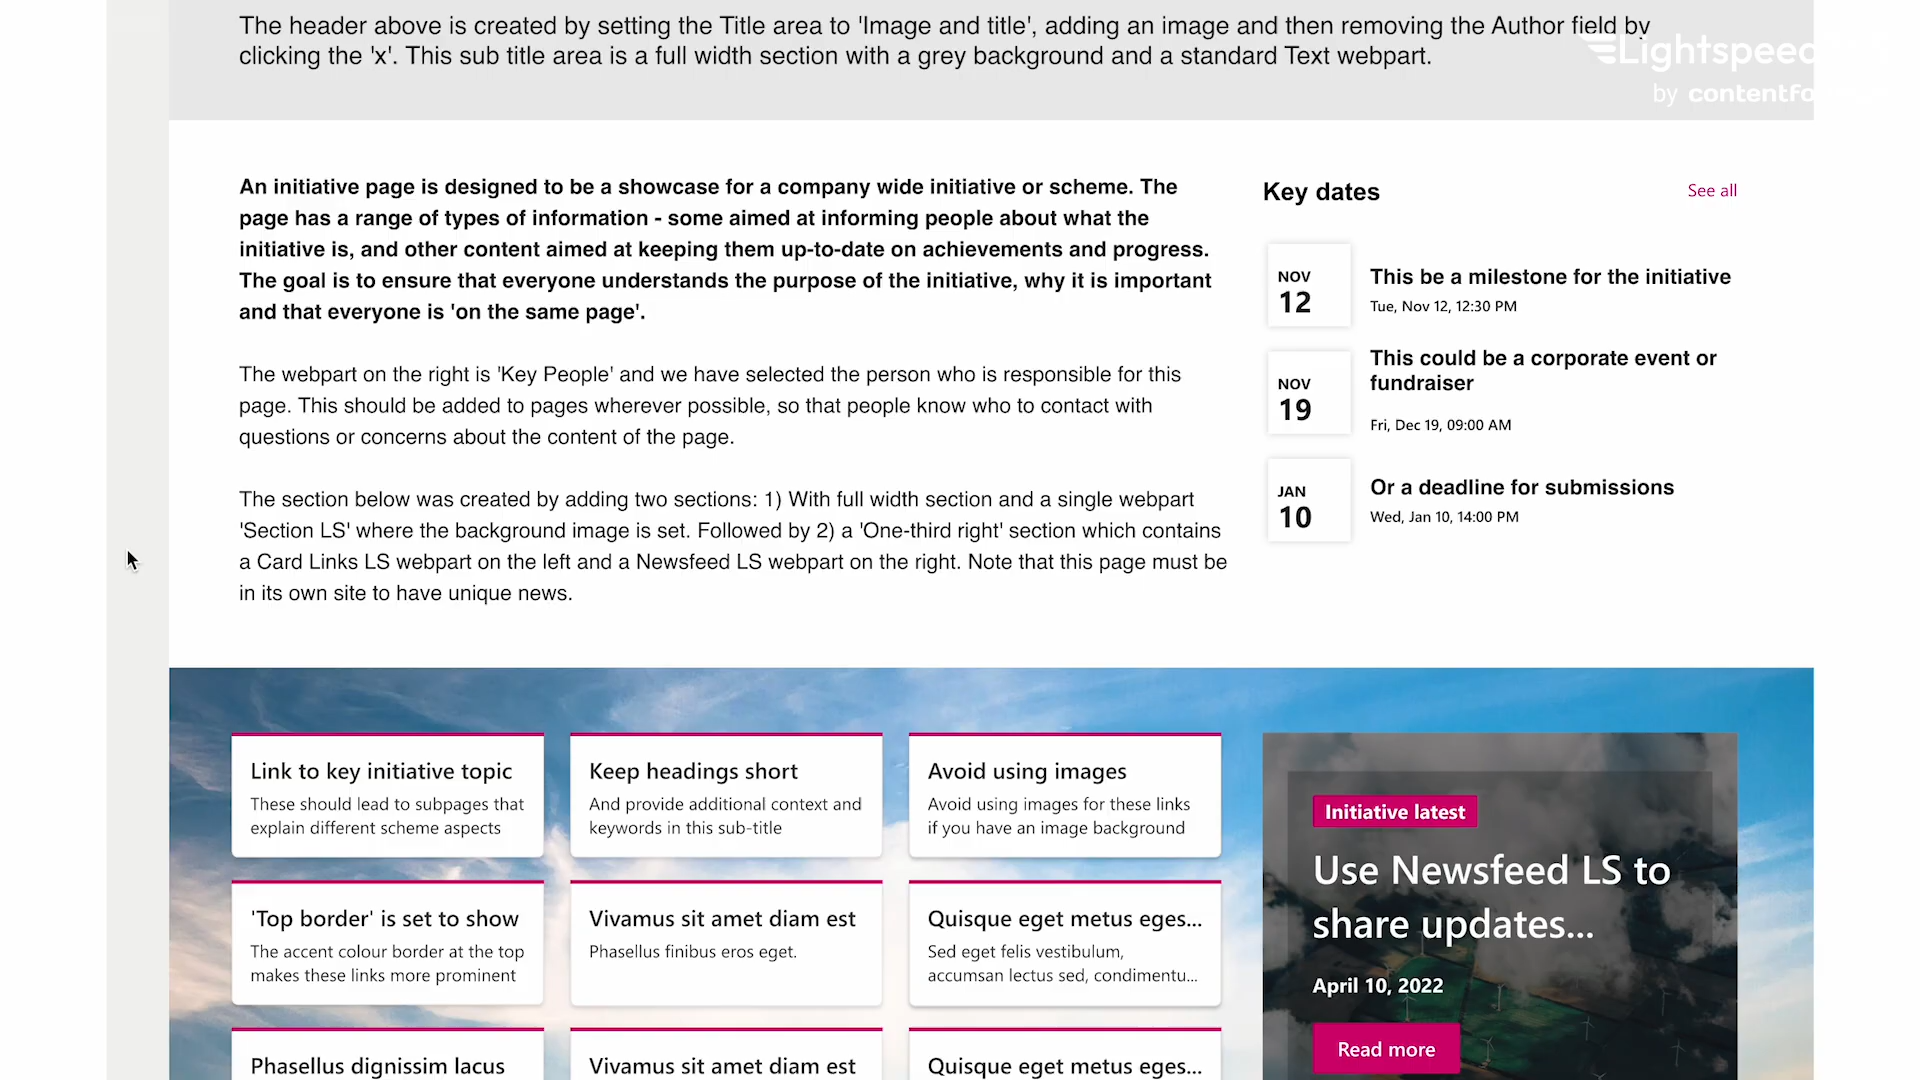 The header above is created by setting the Title area to 'Image and title', adding an image and then removing the Author field by
clicking the 'x'. This sub title area is a full width section with a grey background and a standard Text webpart.
Lightspeed
by contentfo
An initiative page is designed to be a showcase for a company wide initiative or scheme. The
page has a range of types of information - some aimed at informing people about what the
initiative is, and other content aimed at keeping them up-to-date on achievements and progress.
The goal is to ensure that everyone understands the purpose of the initiative, why it is important
and that everyone is 'on the same page'.
The webpart on the right is 'Key People' and we have selected the person who is responsible for this
page. This should be added to pages wherever possible, so that people know who to contact with
questions or concerns about the content of the page.
The section below was created by adding two sections: 1) With full width section and a single webpart
'Section LS' where the background image is set. Followed by 2) a 'One-third right' section which contains
a Card Links LS webpart on the left and a Newsfeed LS webpart on the right. Note that this page must be
in its own site to have unique news.
Key dates
See all
NOV
12
This be a milestone for the initiative
Tue, Nov 12, 12:30 PM
NOV
19
This could be a corporate event or
fundraiser
Fri, Dec 19, 09:00 AM
JAN
10
Or a deadline for submissions
Wed, Jan 10, 14:00 PM
Link to key initiative topic
These should lead to subpages that
explain different scheme aspects
Keep headings short
And provide additional context and
keywords in this sub-title
Avoid using images
Avoid using images for these links
if you have an image background
'Top border' is set to show
The accent colour border at the top
makes these links more prominent
Vivamus sit amet diam est
Phasellus finibus eros eget.
Quisque eget metus eges...
Sed eget felis vestibulum,
accumsan lectus sed, condimentu...
Phasellus dignissim lacus
Vivamus sit amet diam est
Quisque eget metus eges...
Initiative latest
Use Newsfeed LS to
share updates...
April 10, 2022
Read more